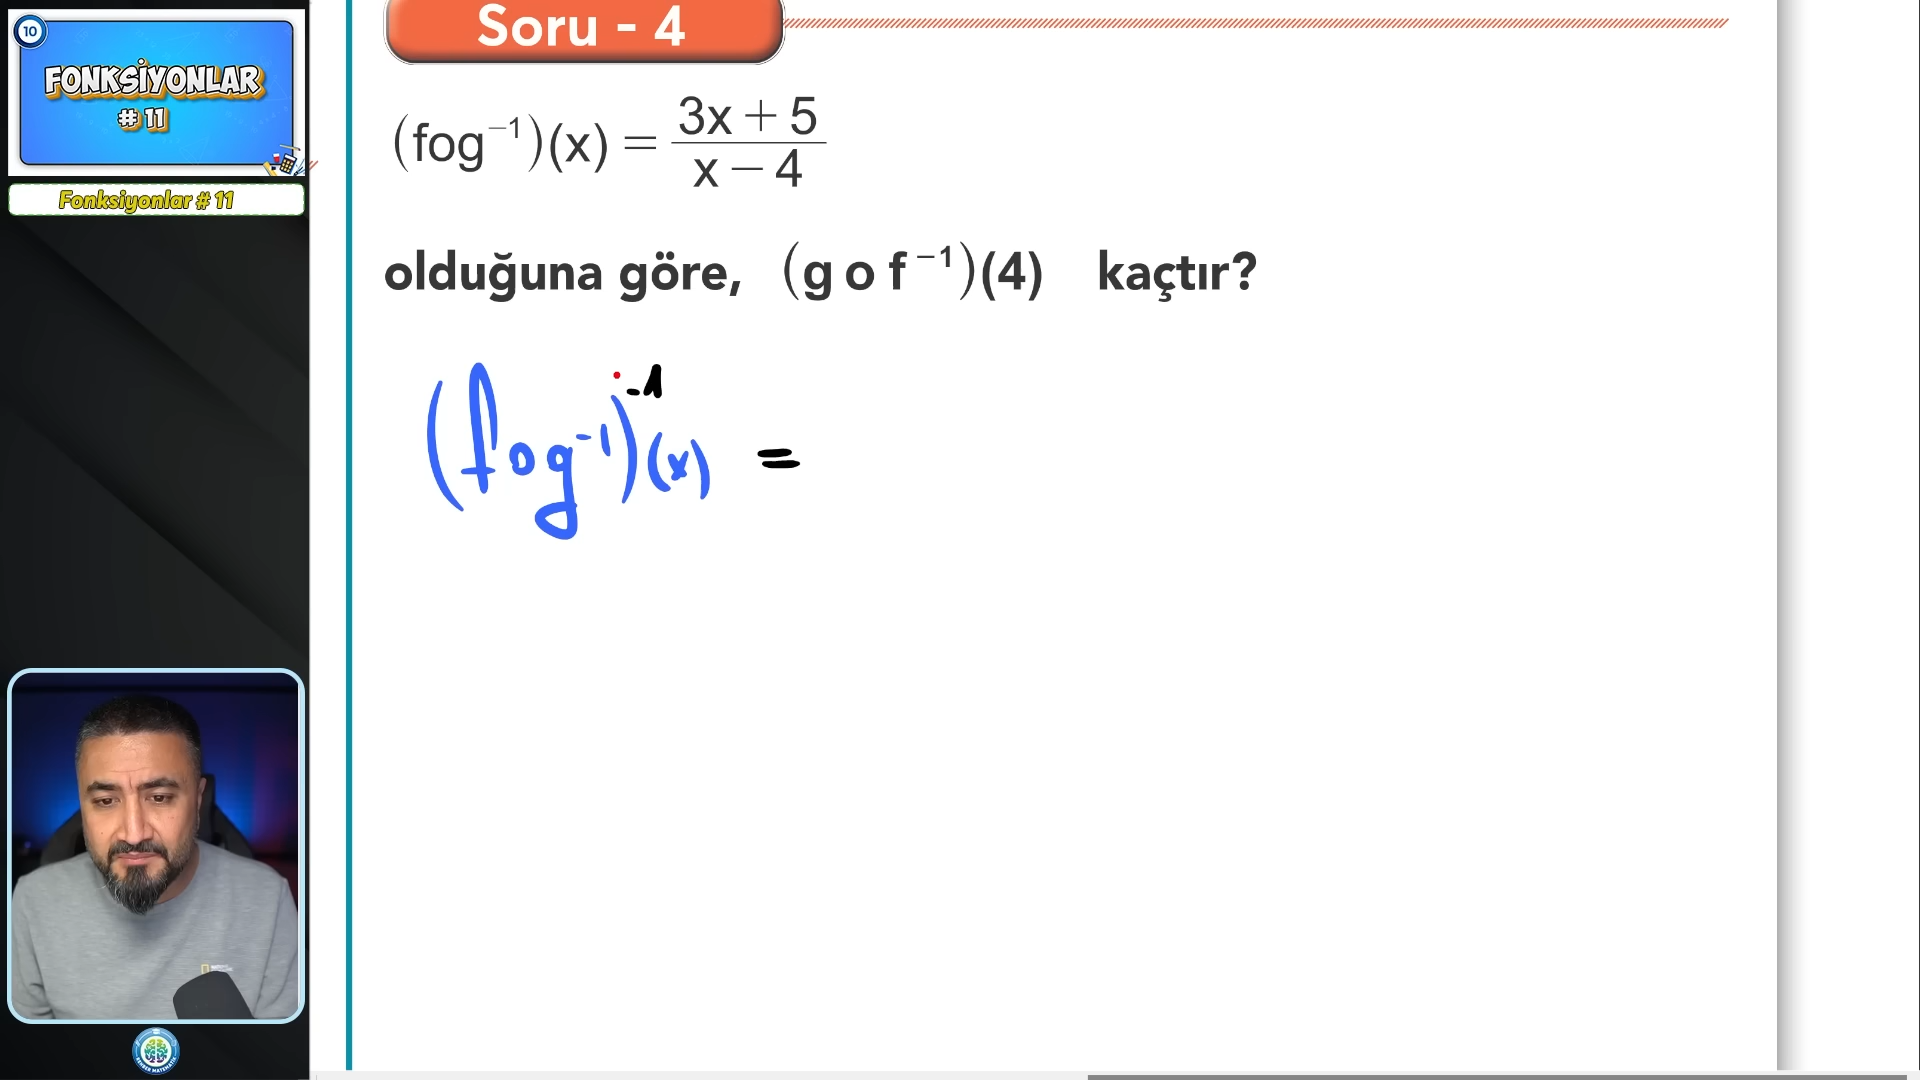 10
FONKSİYONLAR
# 11
Fonksiyonlar # 11
Soru - 4
(fog⁻¹)(x) = (3x + 5)/(x − 4)
olduğuna göre, (g o f⁻¹)(4) kaçtır?
(fog⁻¹)⁻¹(x) =